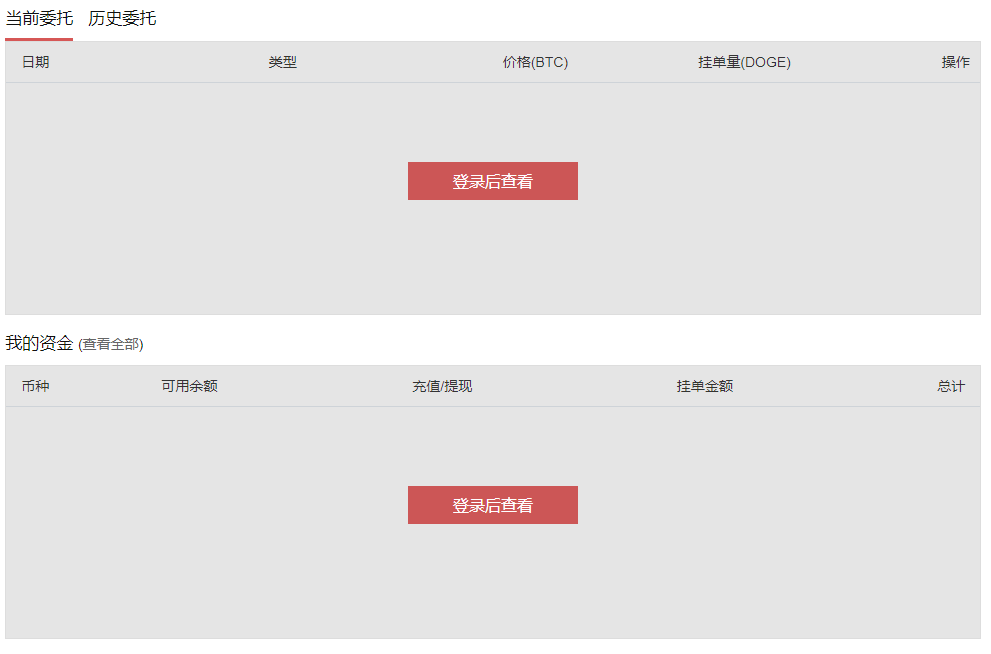 当前委托 历史委托
日期 类型 价格(BTC) 挂单量(DOGE) 操作
登录后查看
我的资金 (查看全部)
币种 可用余额 充值/提现 挂单金额 总计
登录后查看